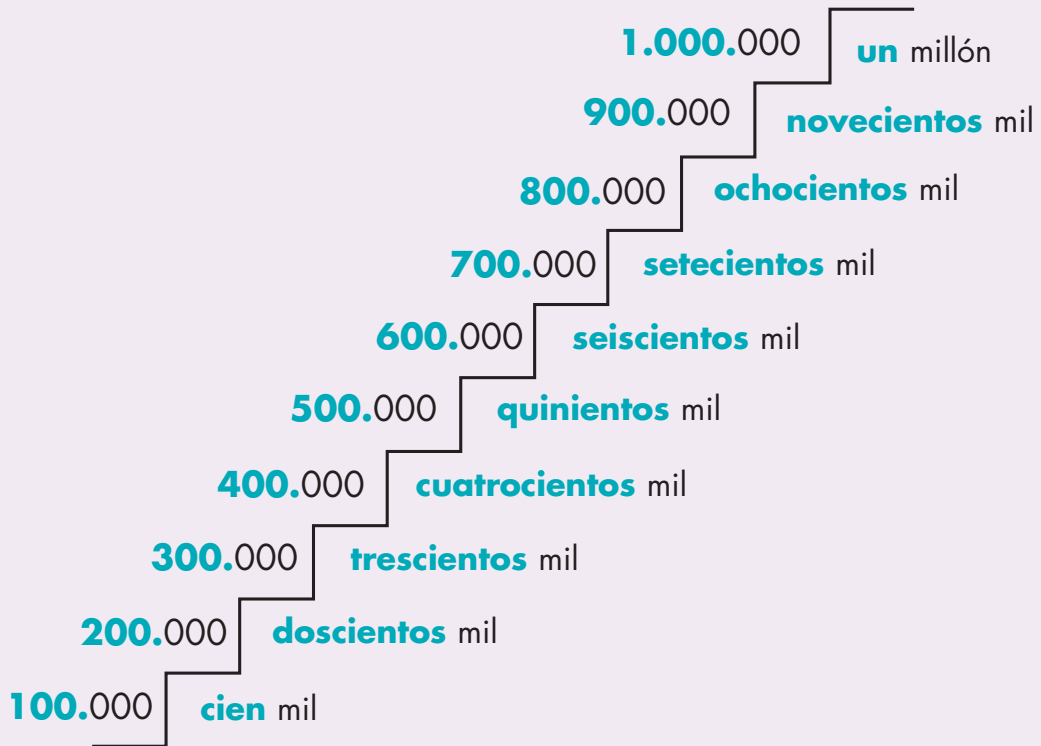 1.000.000 un millón
900.000 novecientos mil
800.000 ochocientos mil
700.000 setecientos mil
600.000 seiscientos mil
500.000 quinientos mil
400.000 cuatrocientos mil
300.000 trescientos mil
200.000 doscientos mil
100.000 cien mil